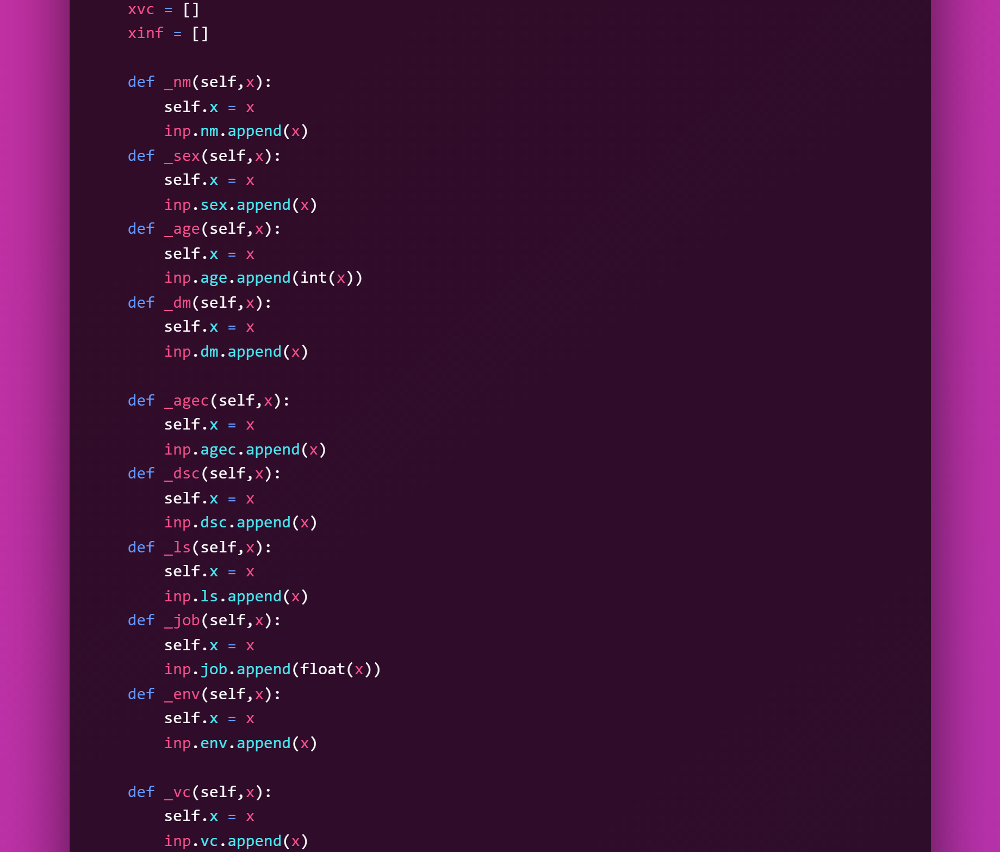 xvc = []
xinf = []
def _nm(self,x):
self.x = x
inp.nm.append(x)
def _sex(self,x):
self.x = x
inp.sex.append(x)
def _age(self,x):
self.x = x
inp.age.append(int(x))
def _dm(self,x):
self.x = x
inp.dm.append(x)
def _agec(self,x):
self.x = x
inp.agec.append(x)
def _dsc(self,x):
self.x = x
inp.dsc.append(x)
def _ls(self,x):
self.x = x
inp.ls.append(x)
def _job(self,x):
self.x = x
inp.job.append(float(x))
def _env(self,x):
self.x = x
inp.env.append(x)
def _vc(self,x):
self.x = x
inp.vc.append(x)